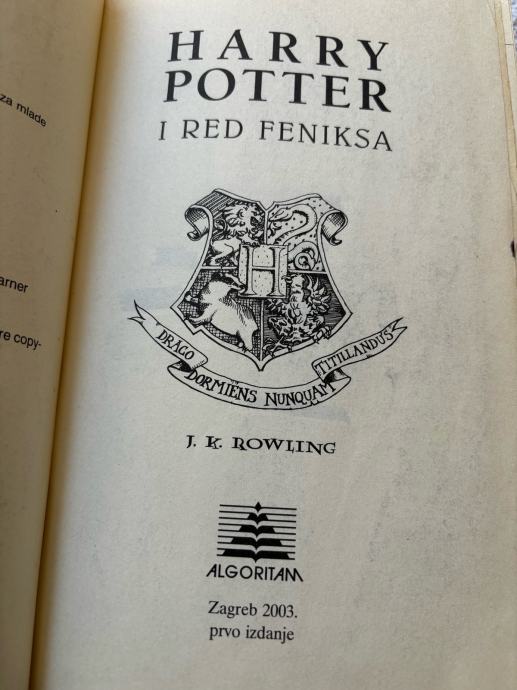 za mlade
arner
re copy-
HARRY
POTTER
I RED FENIKSA
H
DRACO
DORMIENS NUNQUAM
TITILLANDUS
J. K. ROWLING
ALGORITAM
Zagreb 2003.
prvo izdanje